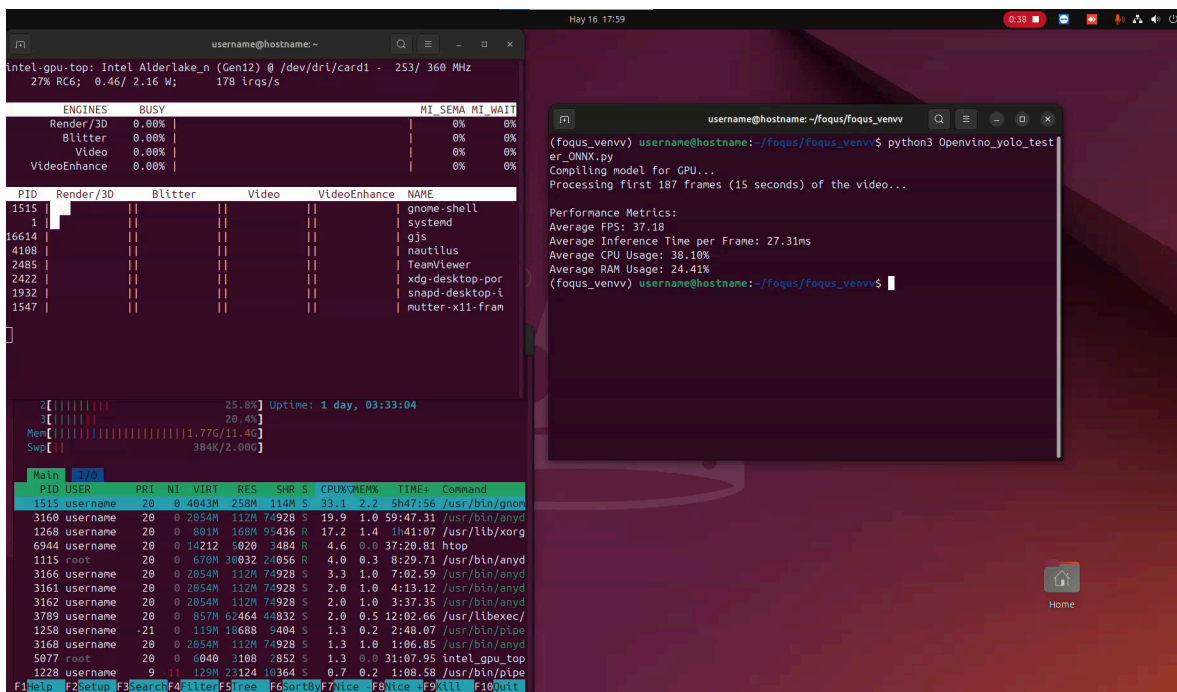 Hay 16  17:59
0:38
username@hostname: ~
intel-gpu-top: Intel Alderlake_n (Gen12) @ /dev/dri/card1 -  253/ 360 MHz
27% RC6;  0.46/ 2.16 W;      178 irqs/s
ENGINES     BUSY                                        MI_SEMA MI_WAIT
Render/3D    0.00% |                                      |      0%      0%
Blitter    0.00% |                                      |      0%      0%
Video    0.00% |                                      |      0%      0%
VideoEnhance    0.00% |                                      |      0%      0%
PID   Render/3D     Blitter      Video     VideoEnhance  NAME
1515 |           ||           ||           ||           | gnome-shell
1 |           ||           ||           ||           | systemd
16614 |           ||           ||           ||           | gjs
4108 |           ||           ||           ||           | nautilus
2485 |           ||           ||           ||           | TeamViewer
2422 |           ||           ||           ||           | xdg-desktop-por
1932 |           ||           ||           ||           | snapd-desktop-i
1547 |           ||           ||           ||           | mutter-x11-fram
2[||||||||| 25.8%] Uptime: 1 day, 03:33:04
3[||||||| 20.4%]
Mem[||||||||||||||||||||1.77G/11.4G]
Swp[|| 384K/2.00G]
Main I/O
PID USER PRI NI VIRT RES SHR S CPU%▽MEM% TIME+ Command
1515 username 20 0 4043M 258M 114M S 33.1 2.2 5h47:56 /usr/bin/gnom
3160 username 20 0 2054M 112M 74928 S 19.9 1.0 59:47.31 /usr/bin/anyd
1268 username 20 0 801M 168M 95436 R 17.2 1.4 1h41:07 /usr/lib/xorg
6944 username 20 0 14212 5020 3484 R 4.6 0.0 37:20.81 htop
1115 root 20 0 670M 30032 24056 R 4.0 0.3 8:29.71 /usr/bin/anyd
3166 username 20 0 2054M 112M 74928 S 3.3 1.0 7:02.59 /usr/bin/anyd
3161 username 20 0 2054M 112M 74928 S 2.0 1.0 4:13.12 /usr/bin/anyd
3162 username 20 0 2054M 112M 74928 S 2.0 1.0 3:37.35 /usr/bin/anyd
3789 username 20 0 857M 62464 44832 S 2.0 0.5 12:02.66 /usr/libexec/
1258 username -21 0 119M 18688 9404 S 1.3 0.2 2:48.07 /usr/bin/pipe
3168 username 20 0 2054M 112M 74928 S 1.3 1.0 1:06.85 /usr/bin/anyd
5077 root 20 0 6040 3108 2852 S 1.3 0.0 31:07.95 intel_gpu_top
1228 username 9 -11 129M 23124 10364 S 0.7 0.2 1:08.58 /usr/bin/pipe
F1Help F2Setup F3SearchF4FilterF5Tree F6SortByF7Nice -F8Nice +F9Kill F10Quit
username@hostname: ~/foqus/foqus_venvv
(foqus_venvv) username@hostname:~/foqus/foqus_venvv$ python3 Openvino_yolo_test
er_ONNX.py
Compiling model for GPU...
Processing first 187 frames (15 seconds) of the video...
Performance Metrics:
Average FPS: 37.18
Average Inference Time per Frame: 27.31ms
Average CPU Usage: 38.10%
Average RAM Usage: 24.41%
(foqus_venvv) username@hostname:~/foqus/foqus_venvv$
Home